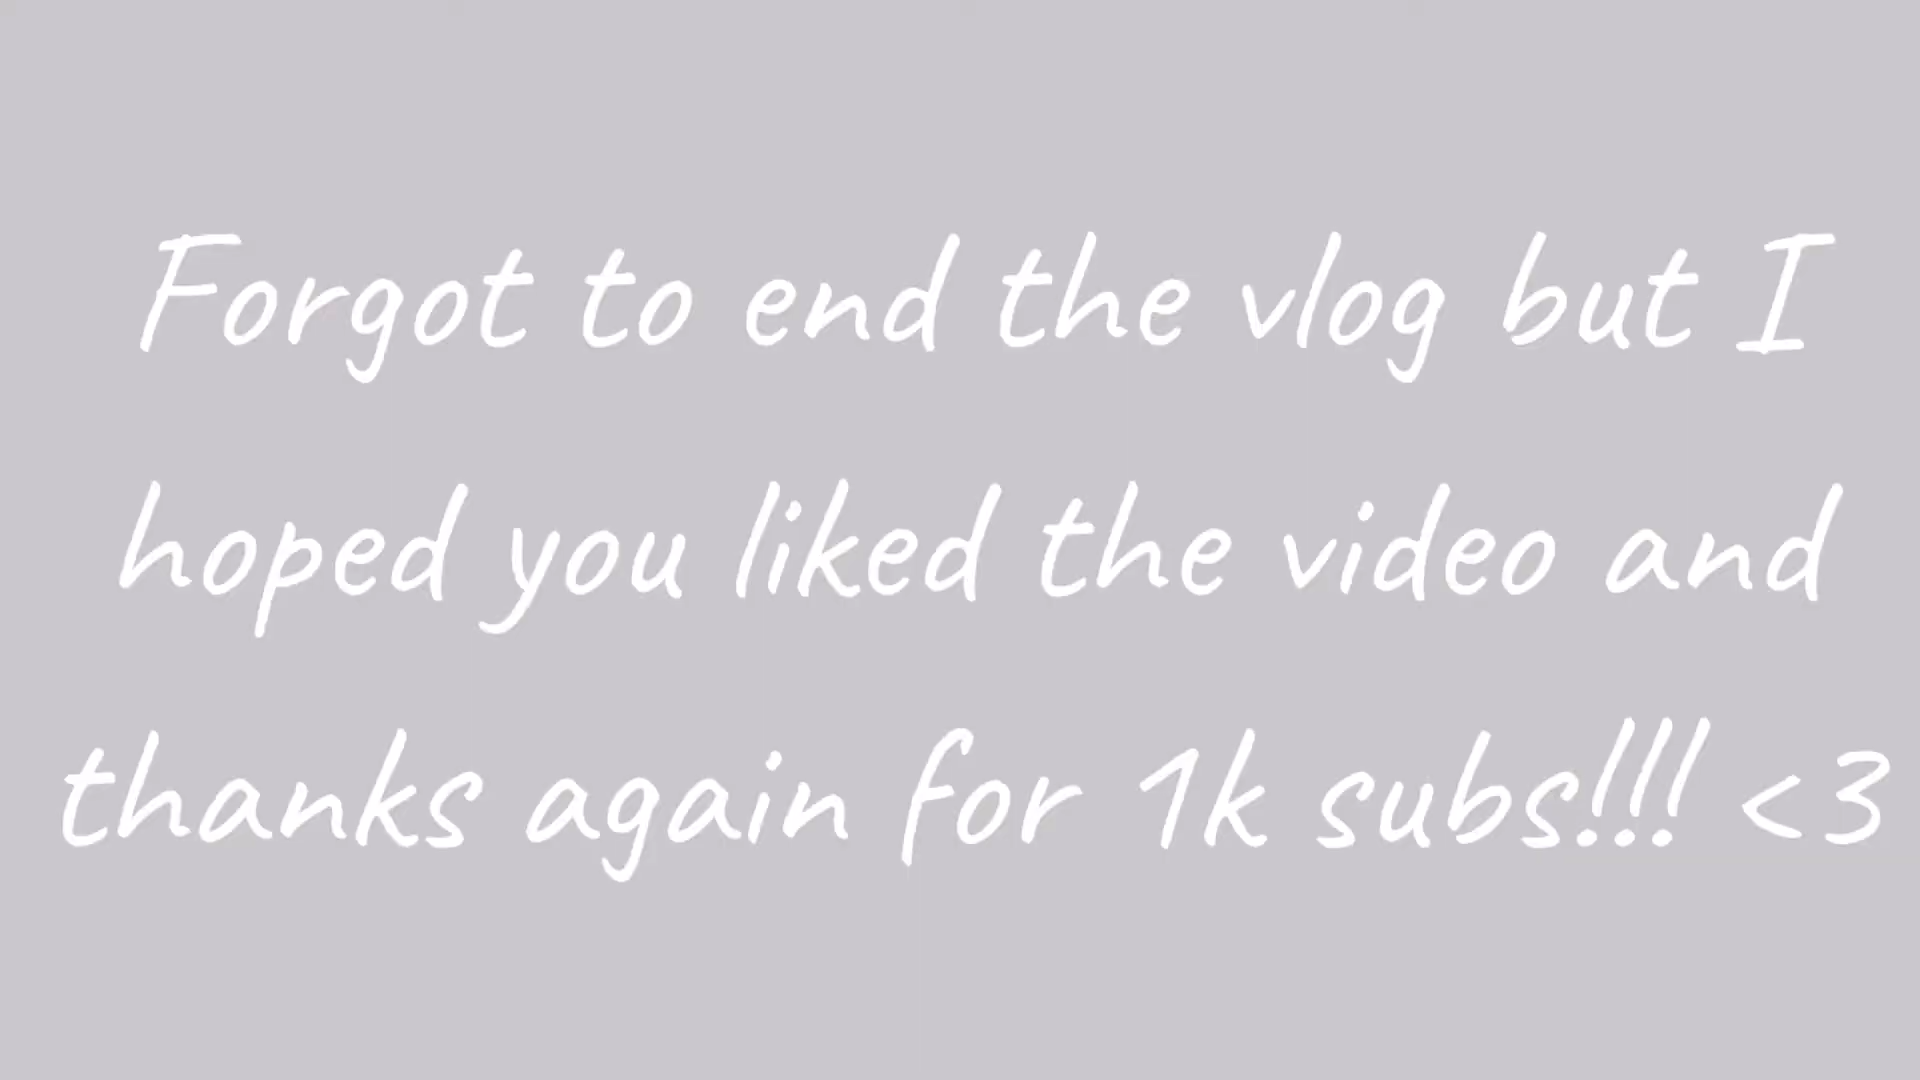 Forgot to end the vlog but I
hoped you liked the video and
thanks again for 1k subs!!! <3